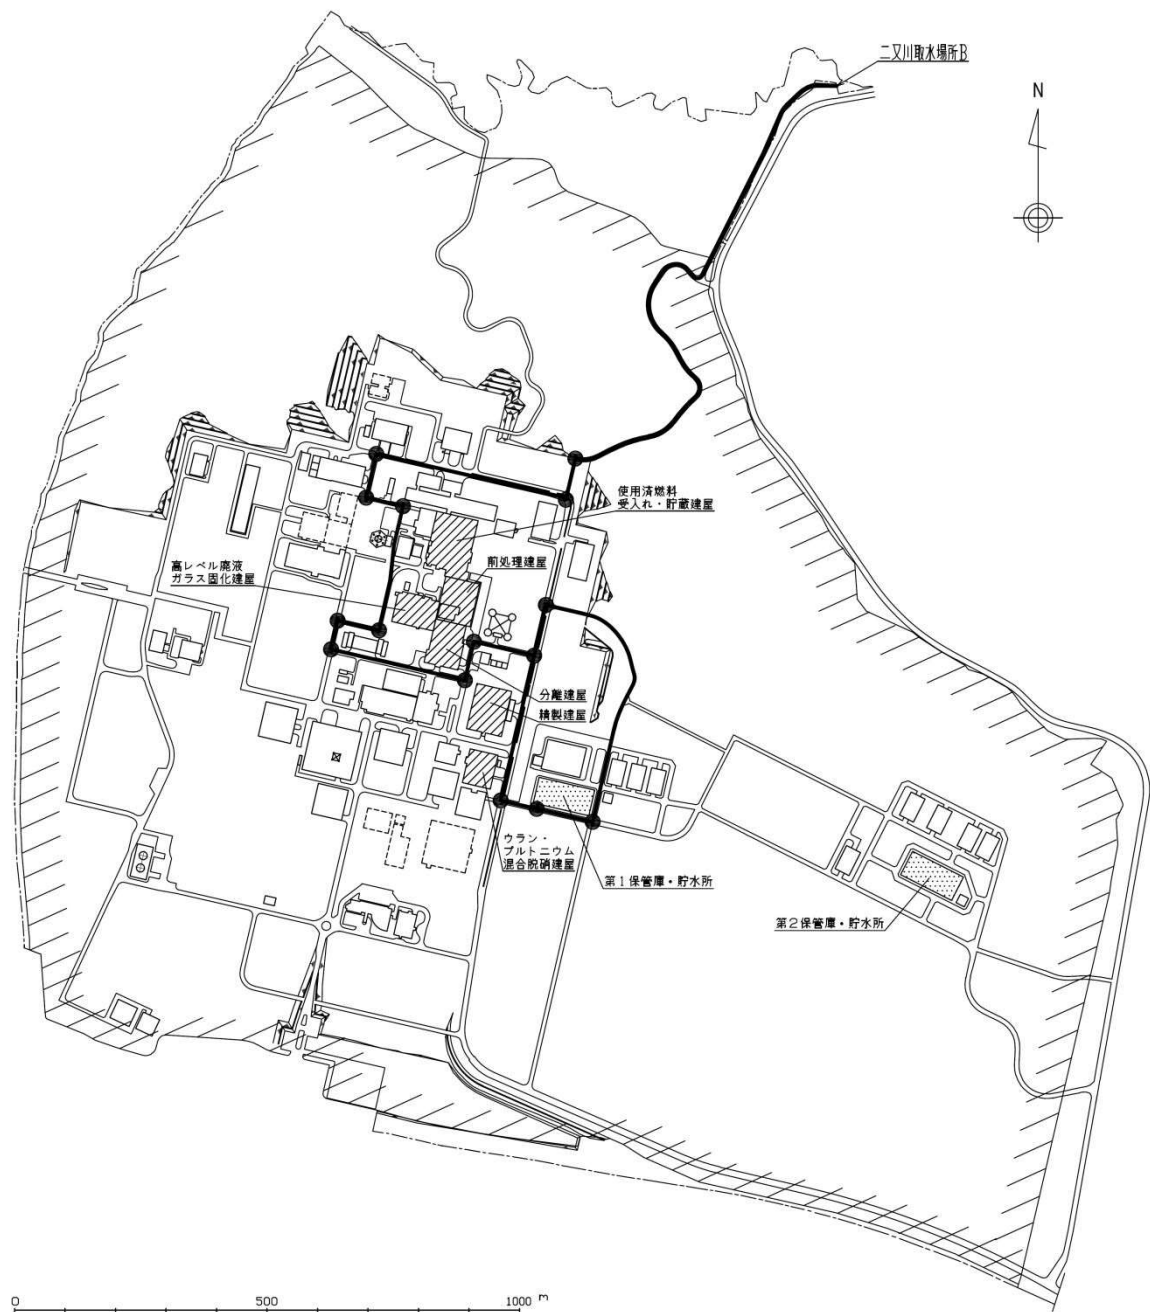 二又川取水場所B
N
使用済燃料
受入れ・貯蔵建屋
前処理建屋
高レベル廃液
ガラス固化建屋
分離建屋
精製建屋
ウラン・
プルトニウム
混合脱硝建屋
第1保管庫・貯水所
第2保管庫・貯水所
0 500 1000 m